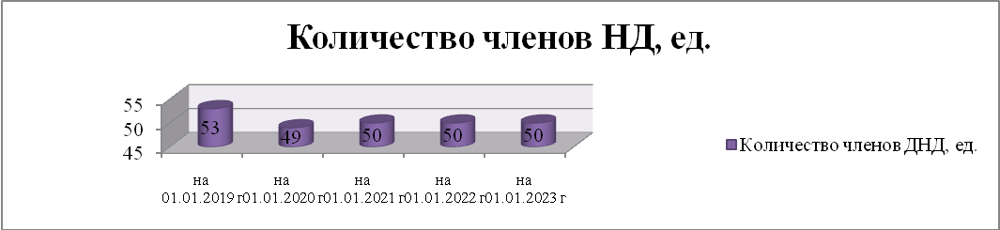 Количество членов НД, ед.
55
50
45
53
49
50
50
50
на 01.01.2019 г
на 01.01.2020 г
на 01.01.2021 г
на 01.01.2022 г
на 01.01.2023 г
Количество членов ДНД, ед.